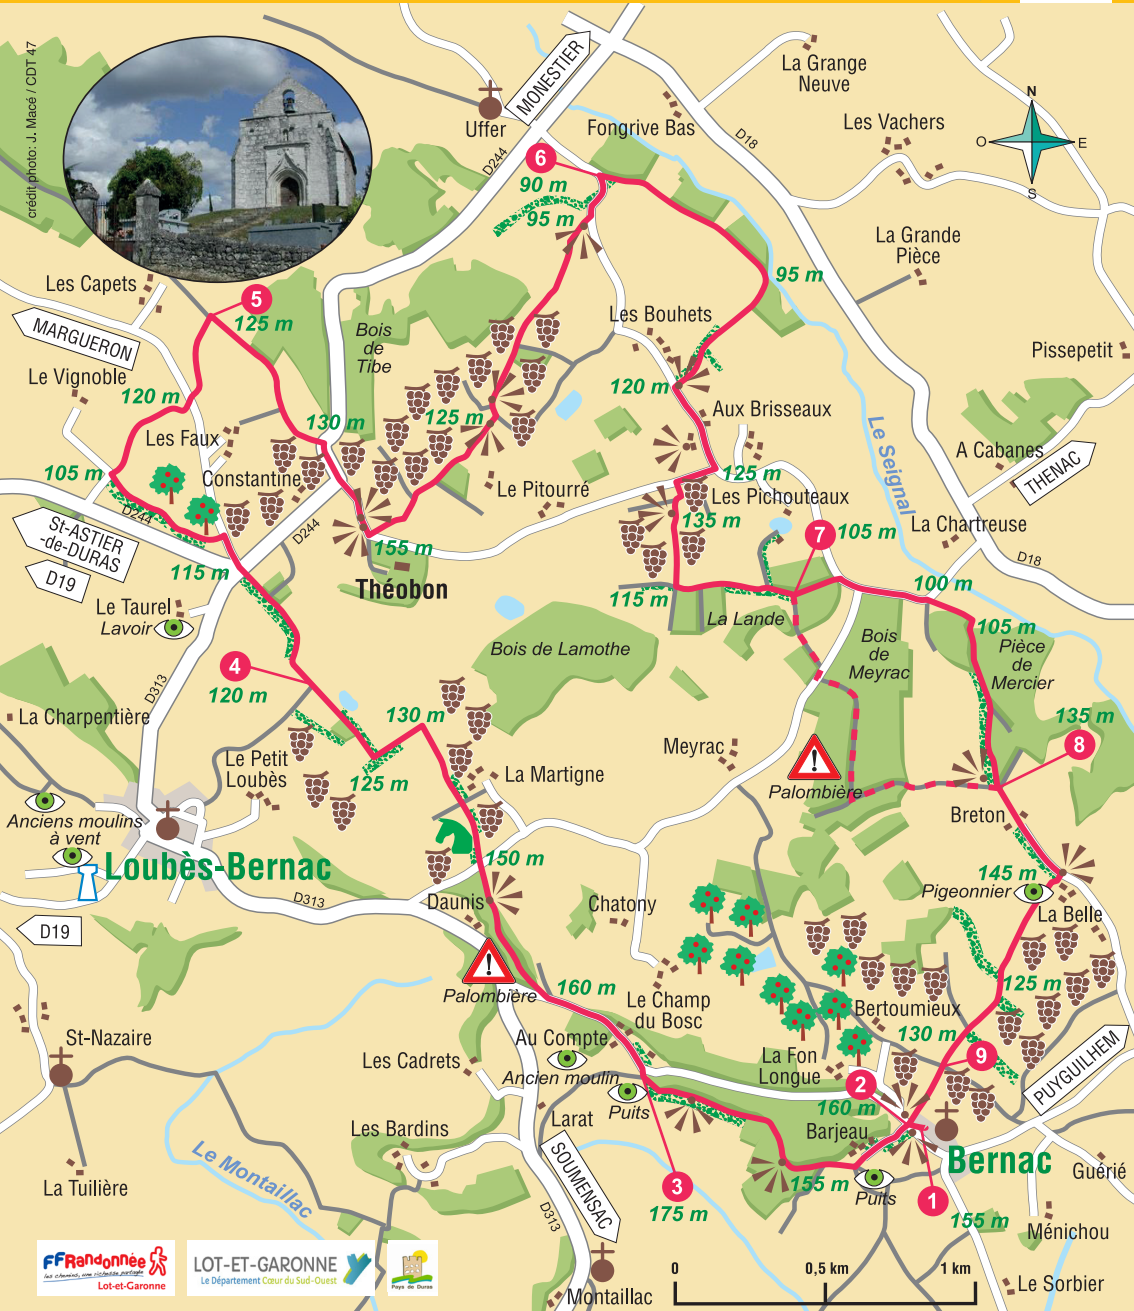 crédit photo: J. Macé / CDT 47
MONESTIER
Uffer
D244
Fongrive Bas
La Grange
Neuve
D18
Les Vachers
N
O
E
S
6
90 m
95 m
La Grande
Pièce
95 m
Les Capets
5
125 m
MARGUERON
Bois
de
Tibe
Les Bouhets
Pissepetit
Le Vignoble
120 m
120 m
125 m
Aux Brisseaux
130 m
Les Faux
Le Seignal
A Cabanes
THENAC
105 m
Constantine
Le Pitourré
125 m
Les Pichouteaux
D244
D244
135 m
La Chartreuse
St-ASTIER
-de-DURAS
7
105 m
D18
155 m
115 m
D19
Théobon
100 m
115 m
Le Taurel
Lavoir
La Lande
105 m
Bois de Lamothe
Bois
de
Meyrac
Pièce
de
Mercier
4
120 m
D313
La Charpentière
130 m
135 m
8
Meyrac
Le Petit
Loubès
La Martigne
125 m
Palombière
Breton
Anciens moulins
à vent
Loubès-Bernac
150 m
145 m
Pigeonnier
D313
Daunis
Chatony
La Belle
D19
125 m
Palombière
160 m
Le Champ
du Bosc
Bertoumieux
130 m
St-Nazaire
Au Compte
9
Les Cadrets
Ancien moulin
La Fon
Longue
2
160 m
PUYGUILHEM
Puits
Larat
Les Bardins
Barjeau
Bernac
Le Montaillac
SOUMENSAC
Guérié
La Tuilière
3
175 m
155 m
Puits
1
155 m
D313
Ménichou
FFRandonnée
les chemins, une richesse partagée
Lot-et-Garonne
LOT-ET-GARONNE
Le Département Cœur du Sud-Ouest
Pays de Duras
0
0,5 km
1 km
Le Sorbier
Montaillac